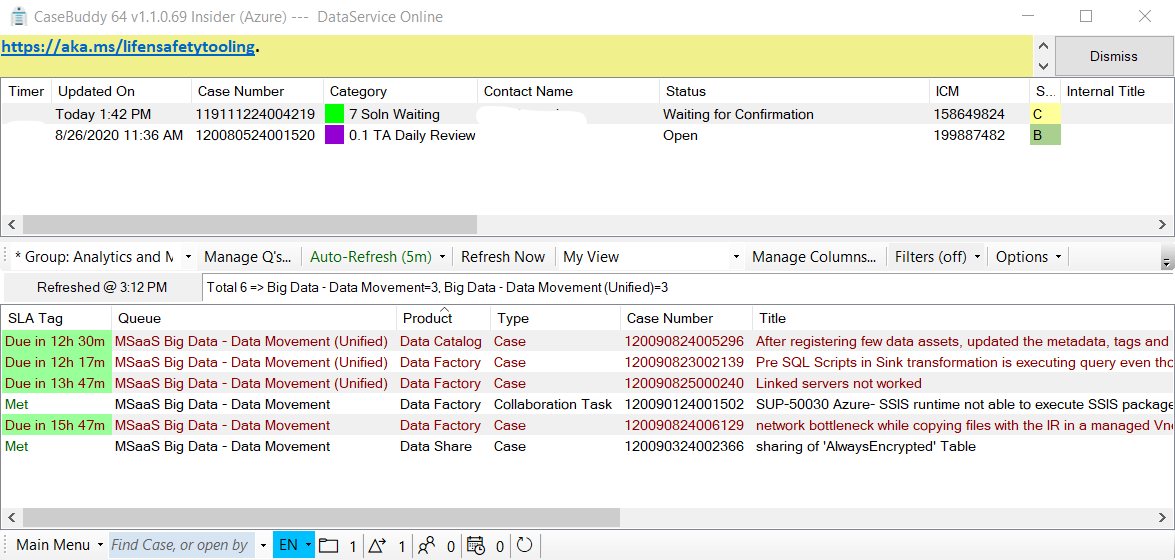 CaseBuddy 64 v1.1.0.69 Insider (Azure) --- DataService Online
https://aka.ms/lifensafetytooling.
Dismiss
Timer Updated On Case Number Category Contact Name Status ICM S... Internal Title
Today 1:42 PM 119111224004219 7 Soln Waiting Waiting for Confirmation 158649824 C
8/26/2020 11:36 AM 120080524001520 0.1 TA Daily Review Open 199887482 B
* Group: Analytics and M Manage Q's... Auto-Refresh (5m) Refresh Now My View Manage Columns... Filters (off) Options
Refreshed @ 3:12 PM Total 6 => Big Data - Data Movement=3, Big Data - Data Movement (Unified)=3
SLA Tag Queue Product Type Case Number Title
Due in 12h 30m MSaaS Big Data - Data Movement (Unified) Data Catalog Case 120090824005296 After registering few data assets, updated the metadata, tags and
Due in 12h 17m MSaaS Big Data - Data Movement (Unified) Data Factory Case 120090823002139 Pre SQL Scripts in Sink transformation is executing query even tho
Due in 13h 47m MSaaS Big Data - Data Movement (Unified) Data Factory Case 120090825000240 Linked servers not worked
Met MSaaS Big Data - Data Movement Data Factory Collaboration Task 120090124001502 SUP-50030 Azure- SSIS runtime not able to execute SSIS package
Due in 15h 47m MSaaS Big Data - Data Movement Data Factory Case 120090824006129 network bottleneck while copying files with the IR in a managed Vne
Met MSaaS Big Data - Data Movement Data Share Case 120090324002366 sharing of 'AlwaysEncrypted' Table
Main Menu Find Case, or open by EN 1 1 0 0